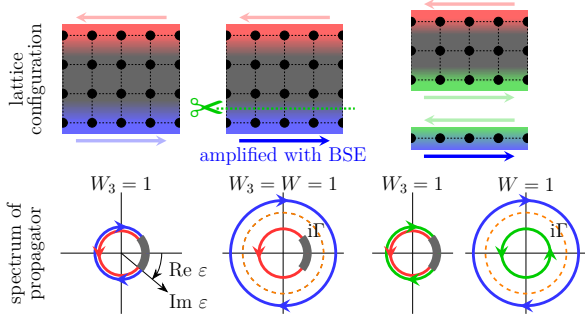 lattice
configuration
amplified with BSE
spectrum of
propagator
W₃ = 1
W₃ = W = 1
W₃ = 1
W = 1
iΓ
iΓ
Re ε
Im ε